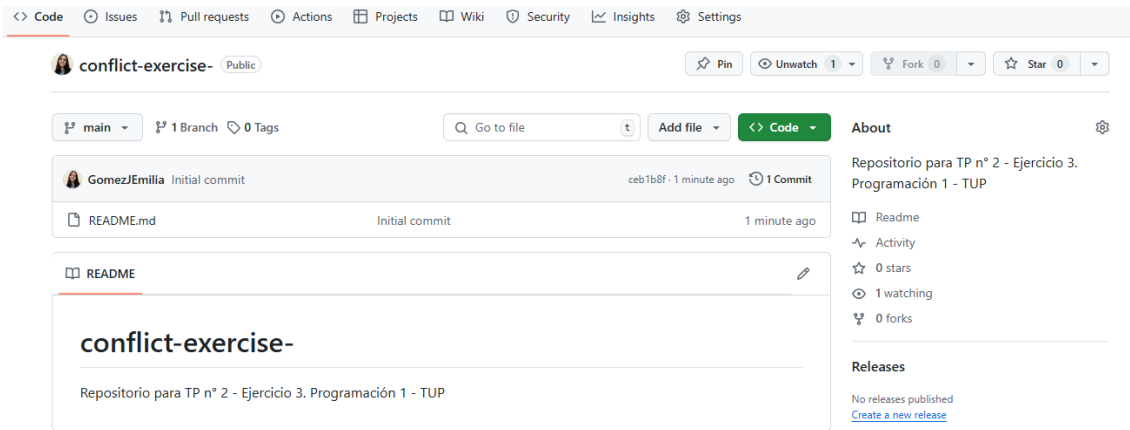 Code Issues Pull requests Actions Projects Wiki Security Insights Settings
conflict-exercise- Public Pin Unwatch 1 Fork 0 Star 0
main 1 Branch 0 Tags Go to file t Add file Code
GomezJEmilia Initial commit ceb1b8f · 1 minute ago 1 Commit
README.md Initial commit 1 minute ago
README
conflict-exercise-
Repositorio para TP n° 2 - Ejercicio 3. Programación 1 - TUP
About
Repositorio para TP n° 2 - Ejercicio 3.
Programación 1 - TUP
Readme
Activity
0 stars
1 watching
0 forks
Releases
No releases published
Create a new release